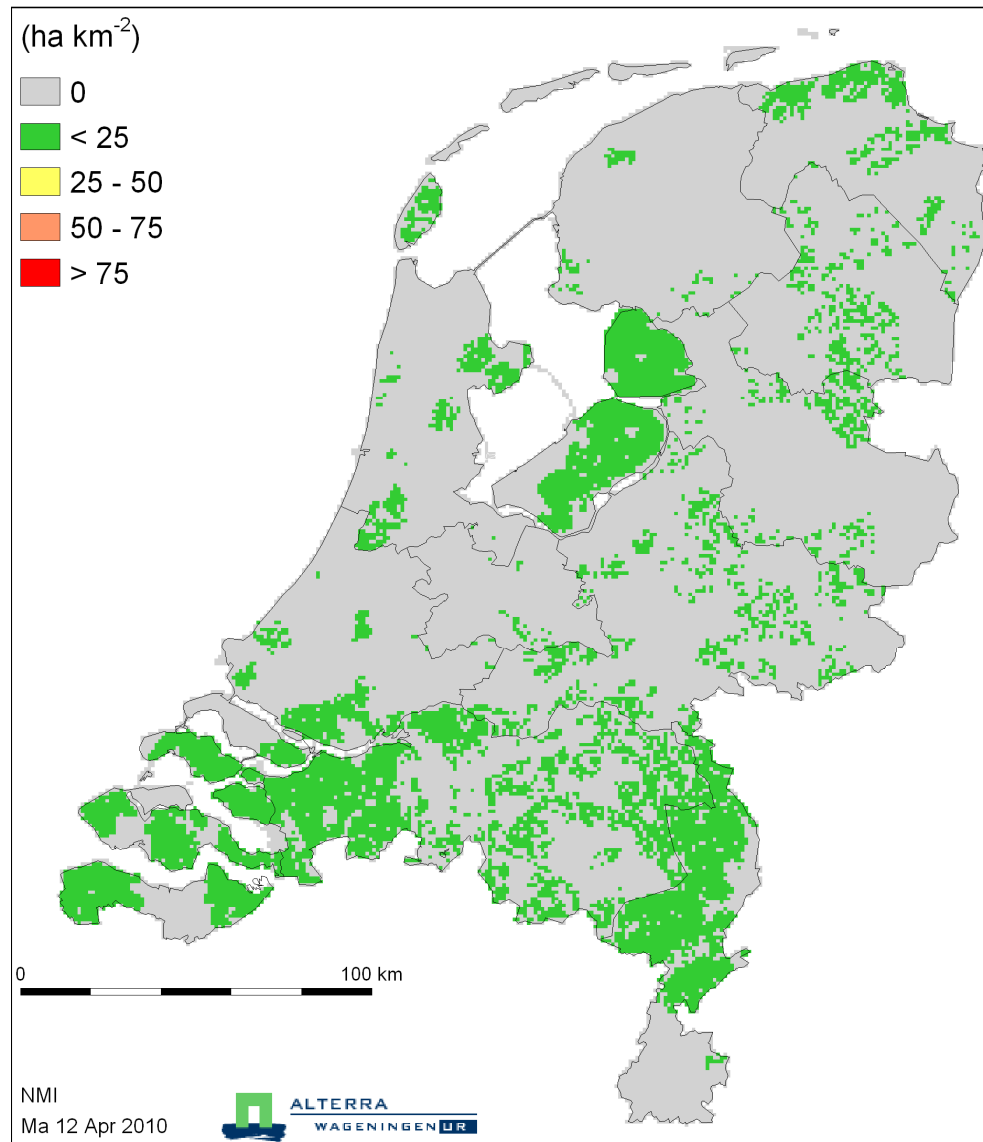 (ha km-2)
0
< 25
25 - 50
50 - 75
> 75
0 100 km
NMI
Ma 12 Apr 2010
ALTERRA
WAGENINGEN UR